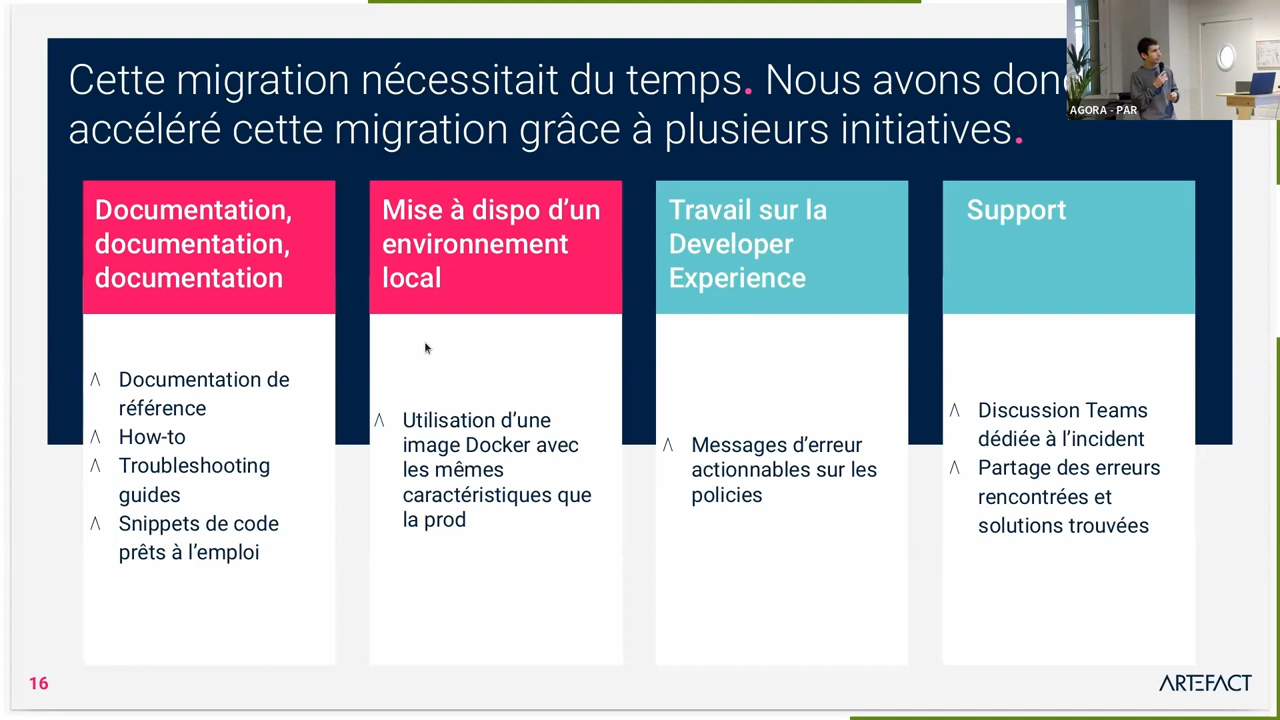 Cette migration nécessitait du temps. Nous avons donc
accéléré cette migration grâce à plusieurs initiatives.
AGORA - PAR
Documentation,
documentation,
documentation
Documentation de
référence
How-to
Troubleshooting
guides
Snippets de code
prêts à l'emploi
Mise à dispo d'un
environnement
local
Utilisation d'une
image Docker avec
les mêmes
caractéristiques que
la prod
Travail sur la
Developer
Experience
Messages d'erreur
actionnables sur les
policies
Support
Discussion Teams
dédiée à l'incident
Partage des erreurs
rencontrées et
solutions trouvées
16
ARTEFACT